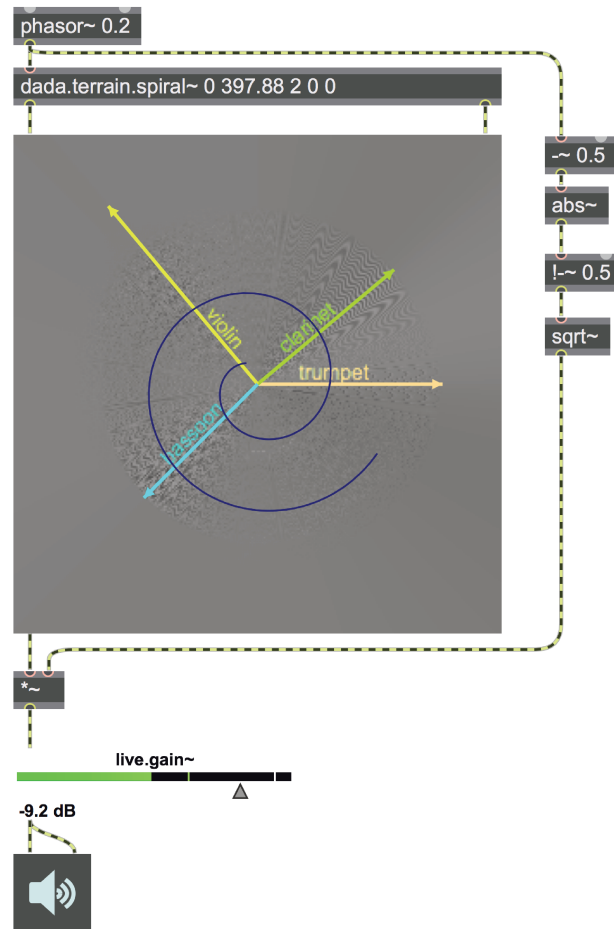 phasor~ 0.2
dada.terrain.spiral~ 0 397.88 2 0 0
-~ 0.5
abs~
!-~ 0.5
sqrt~
violin
clarinet
trumpet
bassoon
*~
live.gain~
-9.2 dB